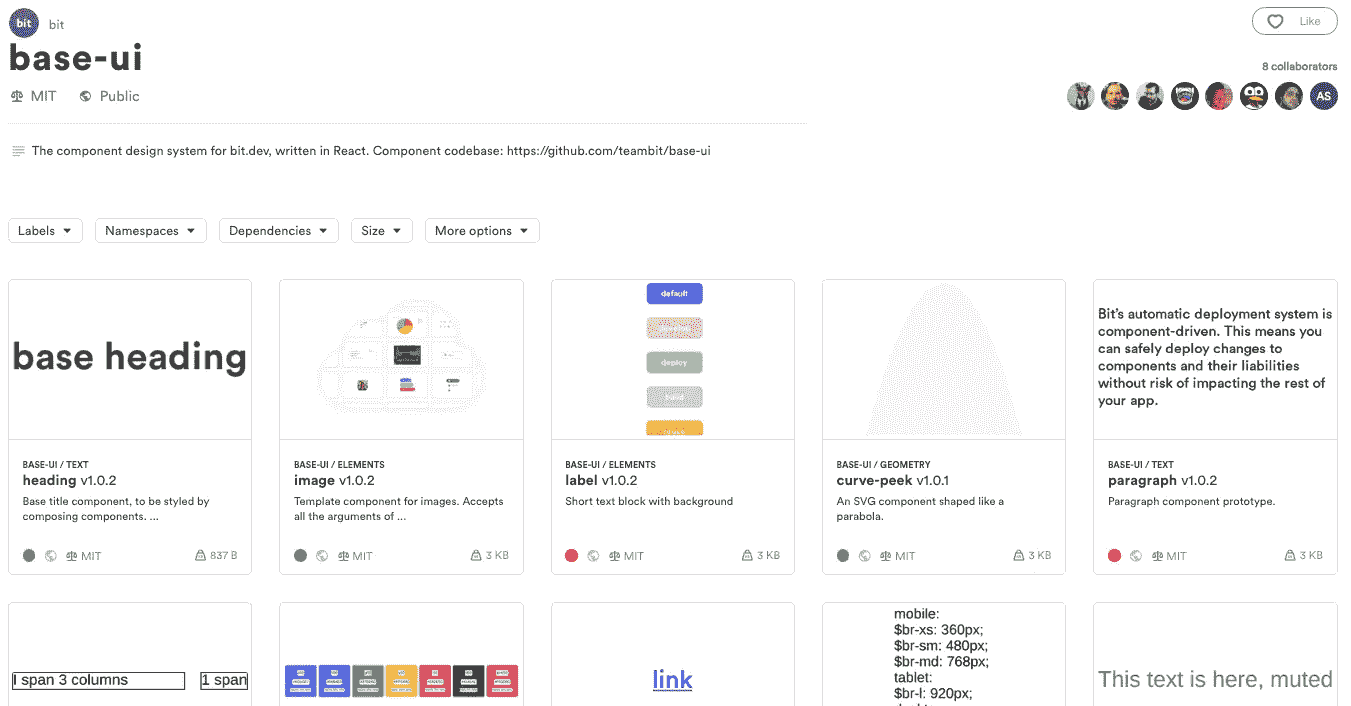 bit
bit
Like
base-ui
8 collaborators
MIT
Public
AS
The component design system for bit.dev, written in React. Component codebase: https://github.com/teambit/base-ui
Labels
Namespaces
Dependencies
Size
More options
base heading
default
deploy
Bit's automatic deployment system is
component-driven. This means you
can safely deploy changes to
components and their liabilities
without risk of impacting the rest of
your app.
BASE-UI / TEXT
heading v1.0.2
Base title component, to be styled by
composing components. ...
MIT
837 B
BASE-UI / ELEMENTS
image v1.0.2
Template component for images. Accepts
all the arguments of ...
MIT
3 KB
BASE-UI / ELEMENTS
label v1.0.2
Short text block with background
MIT
3 KB
BASE-UI / GEOMETRY
curve-peek v1.0.1
An SVG component shaped like a
parabola.
MIT
3 KB
BASE-UI / TEXT
paragraph v1.0.2
Paragraph component prototype.
MIT
3 KB
I span 3 columns
1 span
link
mobile:
$br-xs: 360px;
$br-sm: 480px;
$br-md: 768px;
tablet:
$br-l: 920px;
This text is here, muted